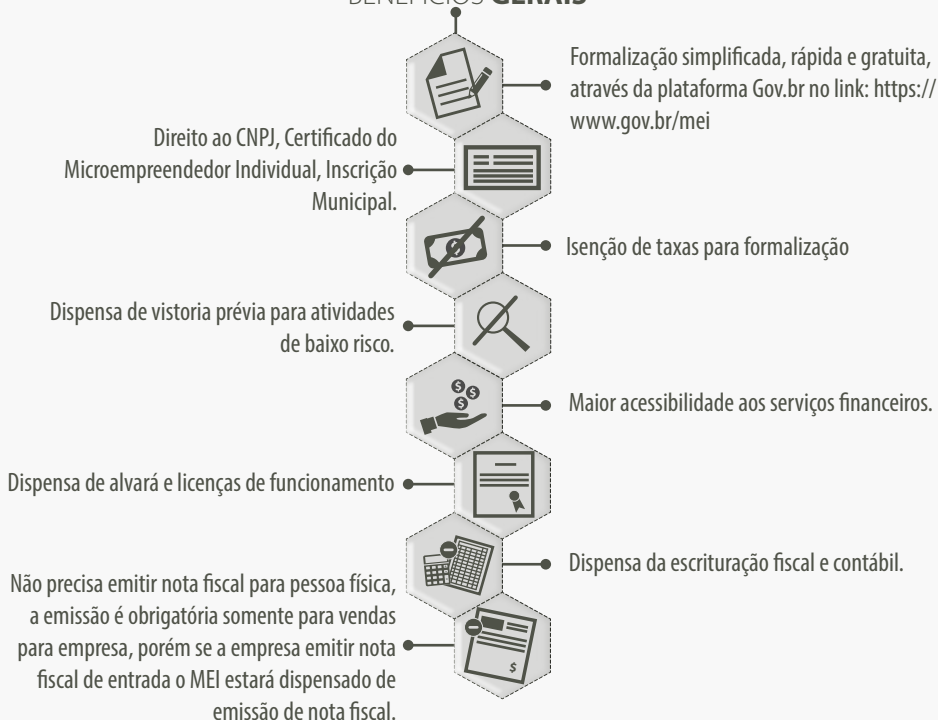 BENEFÍCIOS GERAIS
Formalização simplificada, rápida e gratuita,
através da plataforma Gov.br no link: https://
www.gov.br/mei
Direito ao CNPJ, Certificado do
Microempreendedor Individual, Inscrição
Municipal.
Isenção de taxas para formalização
Dispensa de vistoria prévia para atividades
de baixo risco.
Maior acessibilidade aos serviços financeiros.
Dispensa de alvará e licenças de funcionamento
Dispensa da escrituração fiscal e contábil.
Não precisa emitir nota fiscal para pessoa física,
a emissão é obrigatória somente para vendas
para empresa, porém se a empresa emitir nota
fiscal de entrada o MEI estará dispensado de
emissão de nota fiscal.